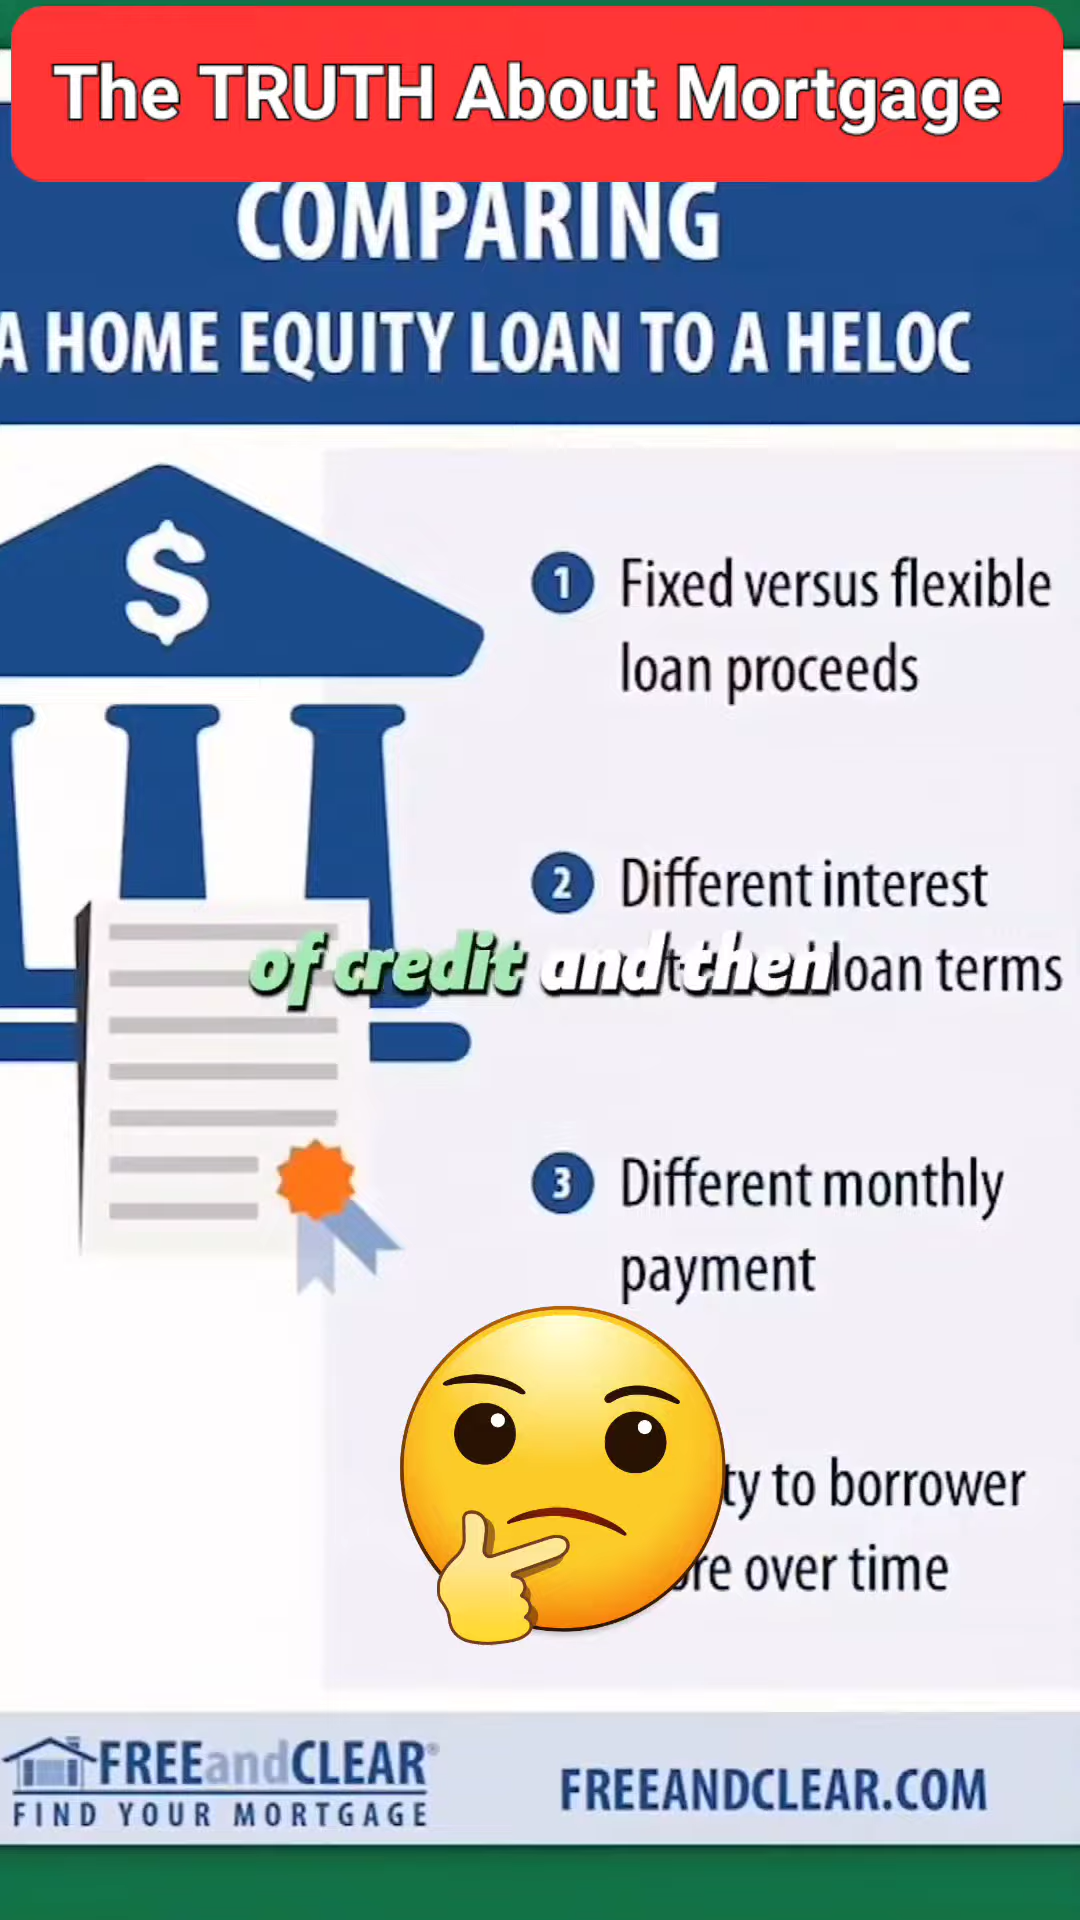 The TRUTH About Mortgage
COMPARING
A HOME EQUITY LOAN TO A HELOC
$
1 Fixed versus flexible
loan proceeds
2 Different interest
loan terms
of credit and then
3 Different monthly
payment
to borrower
over time
FREEandCLEAR®
FIND YOUR MORTGAGE
FREEANDCLEAR.COM